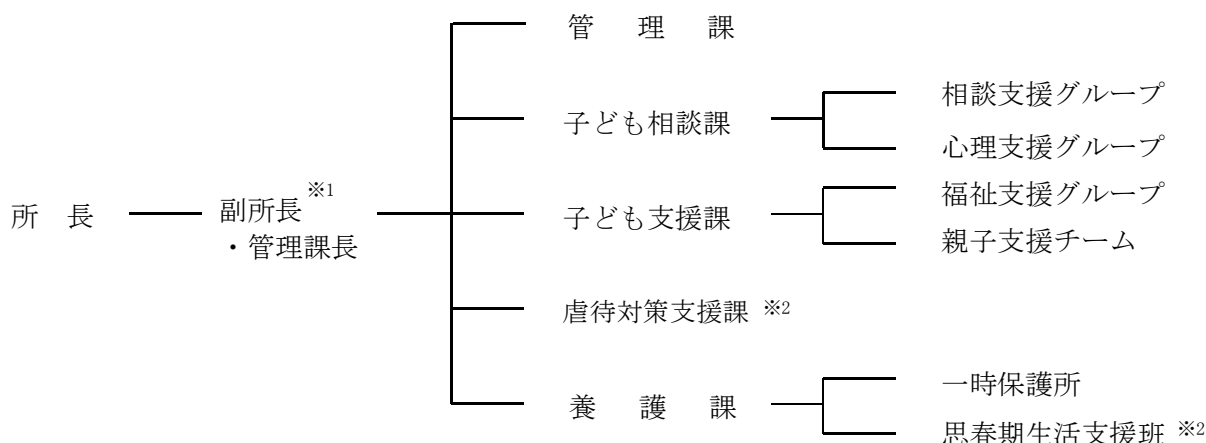 管 理 課
子ども相談課
相談支援グループ
心理支援グループ
所 長
副所長 ※1
・管理課長
子ども支援課
福祉支援グループ
親子支援チーム
虐待対策支援課 ※2
養 護 課
一時保護所
思春期生活支援班 ※2